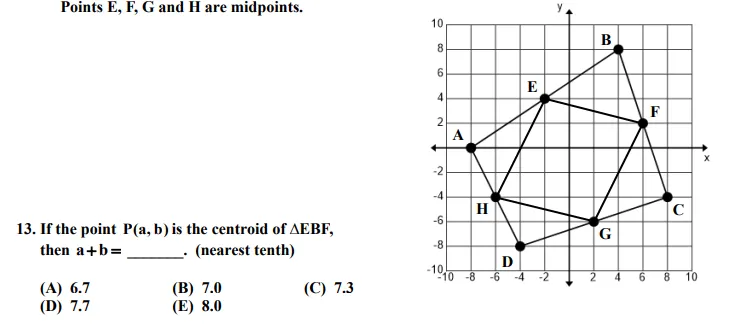 Points E, F, G and H are midpoints.
13. If the point P(a, b) is the centroid of ΔEBF,
then a+b= _______. (nearest tenth)
(A) 6.7 (B) 7.0 (C) 7.3
(D) 7.7 (E) 8.0
y
10
8
6
4
2
-2
-4
-6
-8
-10
-10 -8 -6 -4 -2 2 4 6 8 10
x
A
B
C
D
E
F
G
H